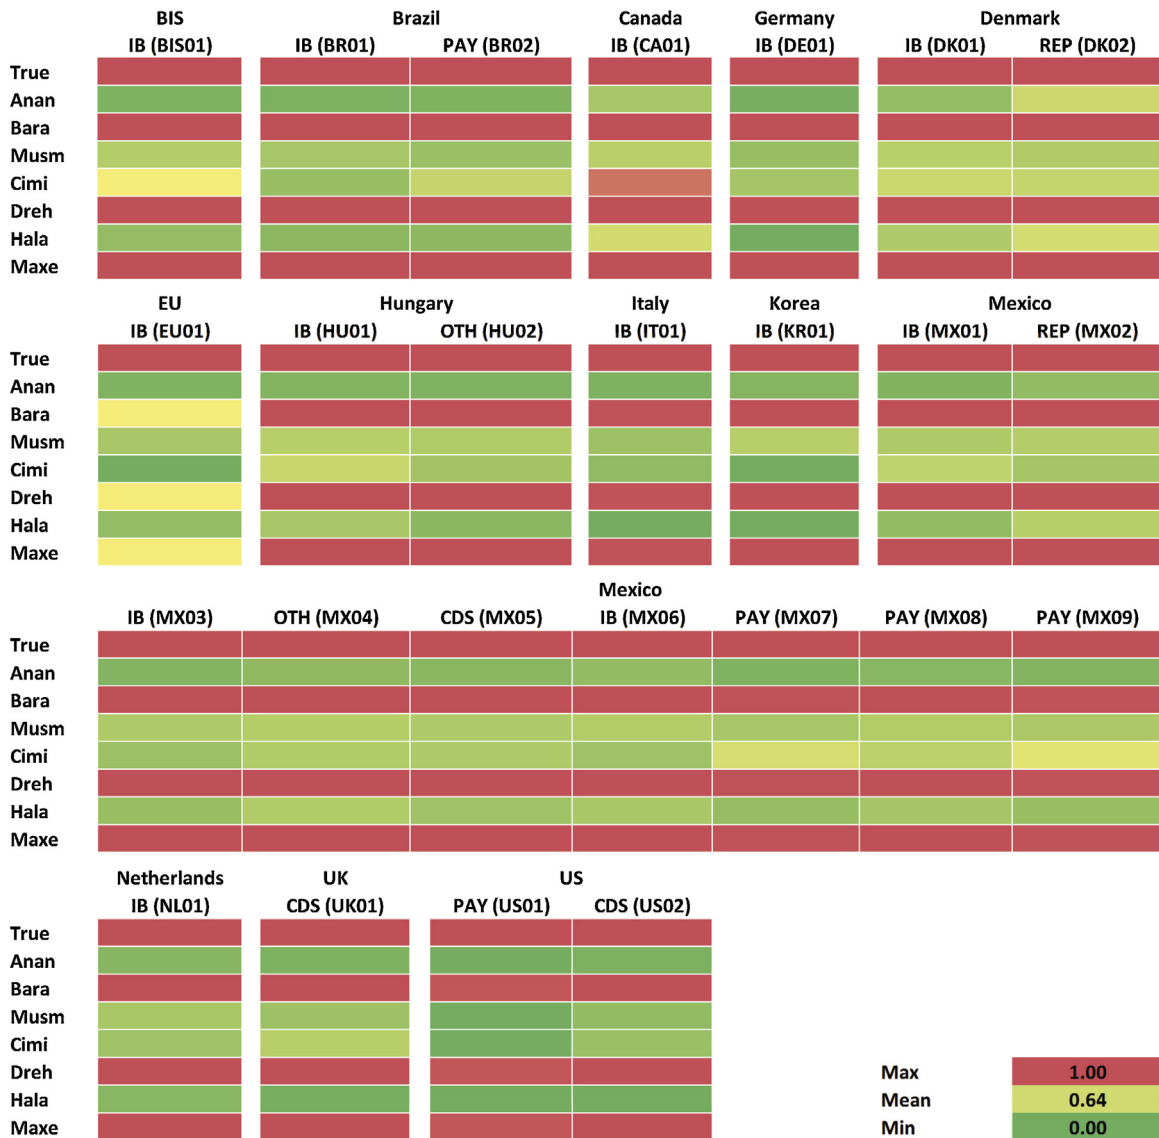 BIS Brazil Canada Germany Denmark
IB (BIS01) IB (BR01) PAY (BR02) IB (CA01) IB (DE01) IB (DK01) REP (DK02)
True
Anan
Bara
Musm
Cimi
Dreh
Hala
Maxe
EU Hungary Italy Korea Mexico
IB (EU01) IB (HU01) OTH (HU02) IB (IT01) IB (KR01) IB (MX01) REP (MX02)
True
Anan
Bara
Musm
Cimi
Dreh
Hala
Maxe
Mexico
IB (MX03) OTH (MX04) CDS (MX05) IB (MX06) PAY (MX07) PAY (MX08) PAY (MX09)
True
Anan
Bara
Musm
Cimi
Dreh
Hala
Maxe
Netherlands UK US
IB (NL01) CDS (UK01) PAY (US01) CDS (US02)
True
Anan
Bara
Musm
Cimi
Dreh Max 1.00
Hala Mean 0.64
Maxe Min 0.00